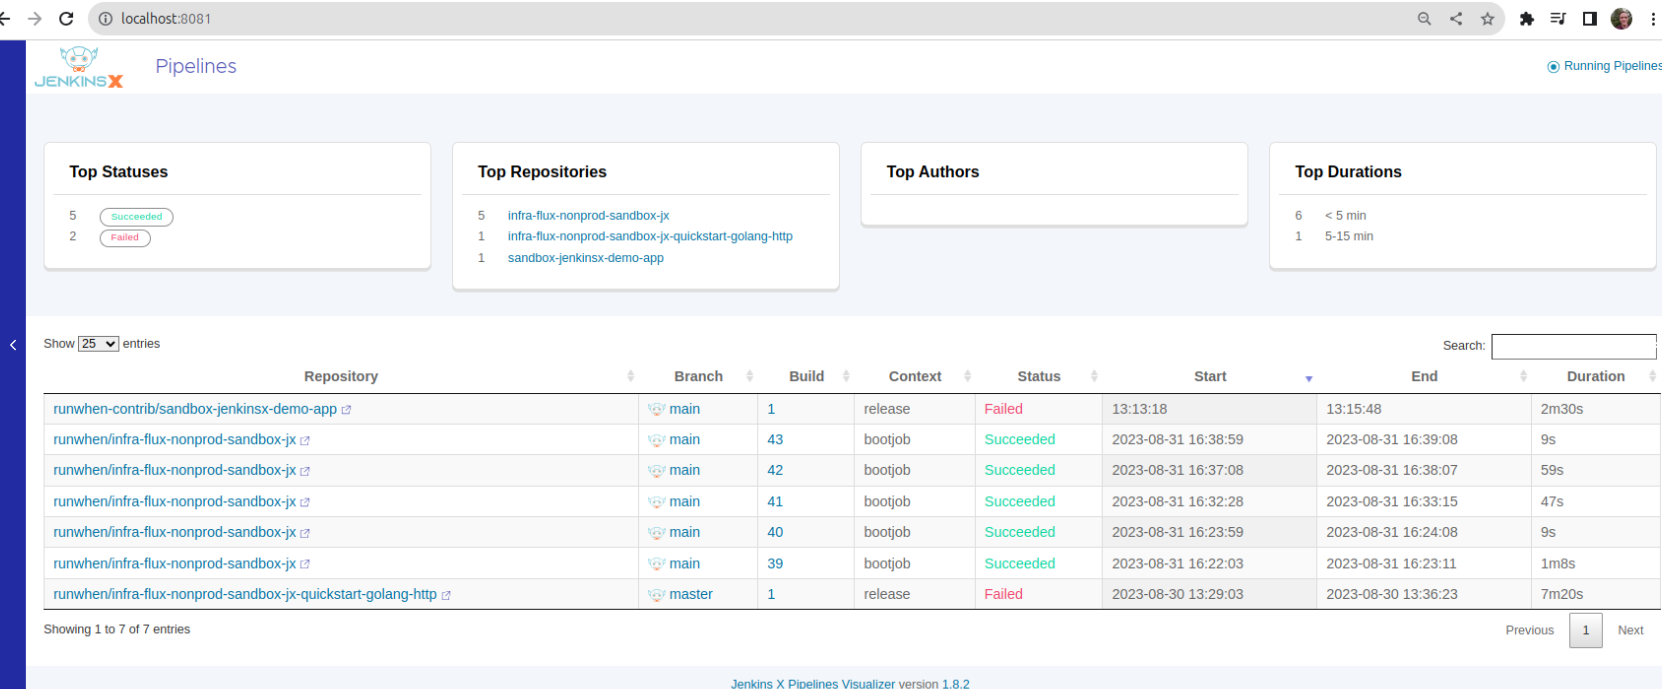 localhost:8081
JENKINS X
Pipelines
Running Pipelines
Top Statuses
5 Succeeded
2 Failed
Top Repositories
5 infra-flux-nonprod-sandbox-jx
1 infra-flux-nonprod-sandbox-jx-quickstart-golang-http
1 sandbox-jenkinsx-demo-app
Top Authors
Top Durations
6 < 5 min
1 5-15 min
Show 25 entries
Search:
Repository Branch Build Context Status Start End Duration
runwhen-contrib/sandbox-jenkinsx-demo-app main 1 release Failed 13:13:18 13:15:48 2m30s
runwhen/infra-flux-nonprod-sandbox-jx main 43 bootjob Succeeded 2023-08-31 16:38:59 2023-08-31 16:39:08 9s
runwhen/infra-flux-nonprod-sandbox-jx main 42 bootjob Succeeded 2023-08-31 16:37:08 2023-08-31 16:38:07 59s
runwhen/infra-flux-nonprod-sandbox-jx main 41 bootjob Succeeded 2023-08-31 16:32:28 2023-08-31 16:33:15 47s
runwhen/infra-flux-nonprod-sandbox-jx main 40 bootjob Succeeded 2023-08-31 16:23:59 2023-08-31 16:24:08 9s
runwhen/infra-flux-nonprod-sandbox-jx main 39 bootjob Succeeded 2023-08-31 16:22:03 2023-08-31 16:23:11 1m8s
runwhen/infra-flux-nonprod-sandbox-jx-quickstart-golang-http master 1 release Failed 2023-08-30 13:29:03 2023-08-30 13:36:23 7m20s
Showing 1 to 7 of 7 entries
Previous 1 Next
Jenkins X Pipelines Visualizer version 1.8.2